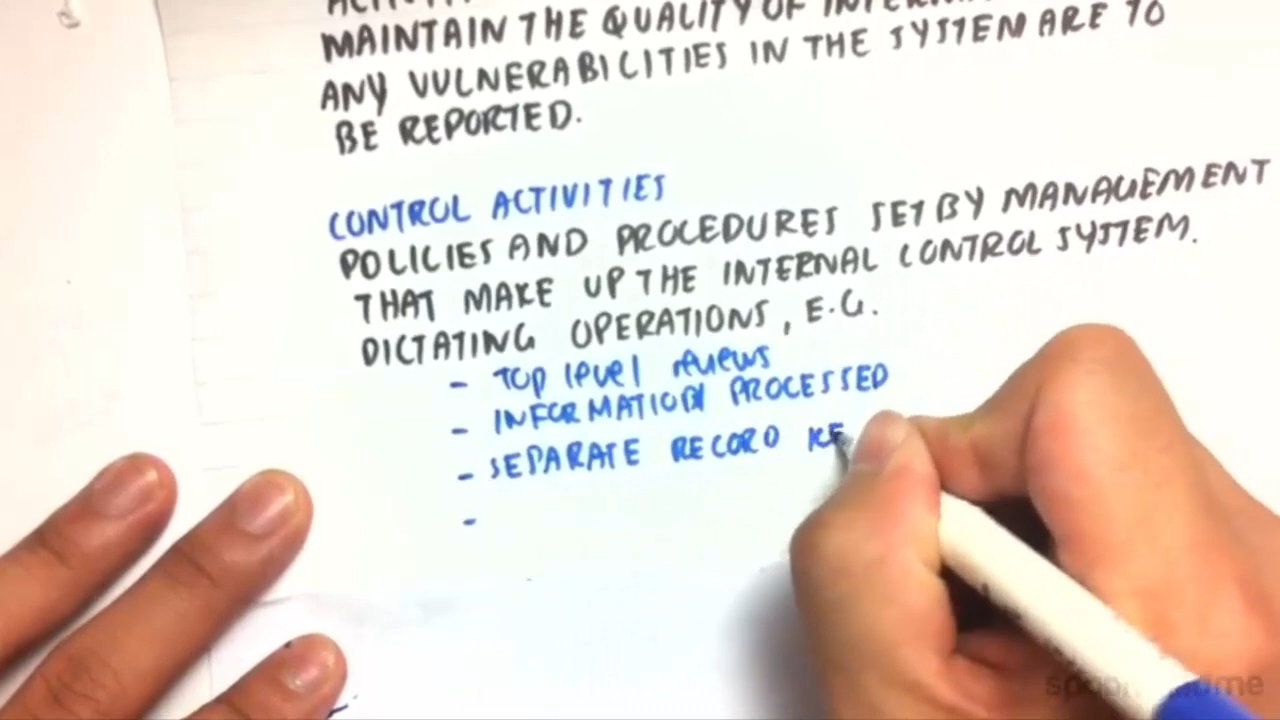 MAINTAIN THE QUALITY OF
ANY VULNERABILITIES IN THE SYSTEM ARE TO
BE REPORTED.
CONTROL ACTIVITIES
POLICIES AND PROCEDURES SET BY MANAGEMENT
THAT MAKE UP THE INTERNAL CONTROL SYSTEM.
DICTATING OPERATIONS, E.G.
- TOP level reviews
- INFORMATION PROCESSED
- SEPARATE RECORD KE
-